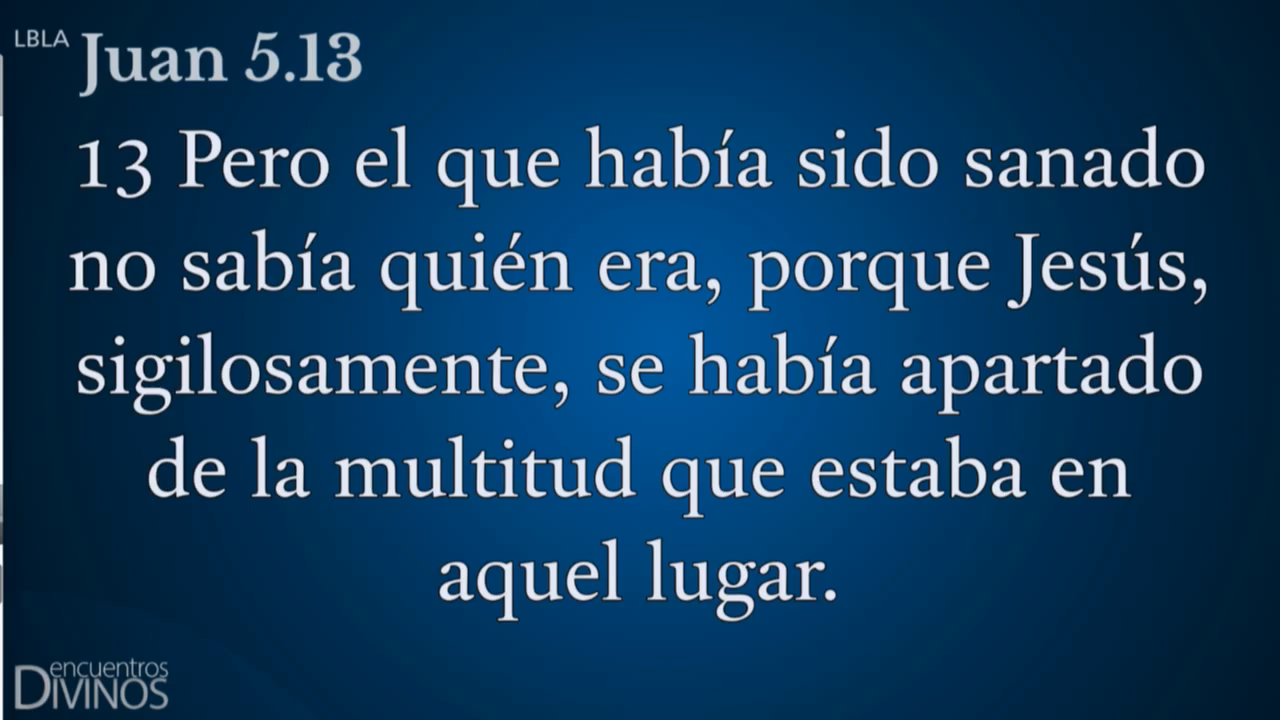 LBLA Juan 5.13
13 Pero el que había sido sanado
no sabía quién era, porque Jesús,
sigilosamente, se había apartado
de la multitud que estaba en
aquel lugar.
encuentros
DIVINOS